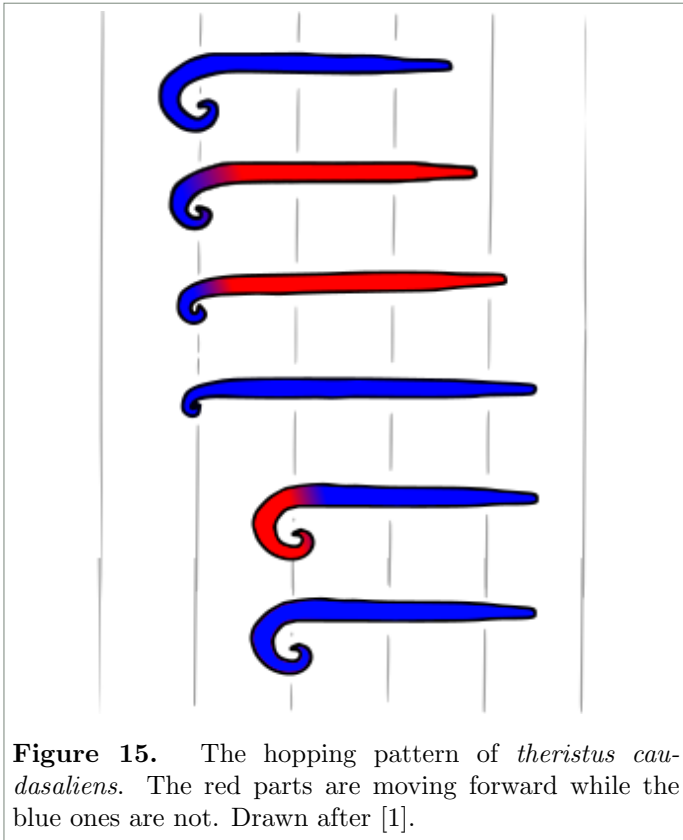 Figure 15. The hopping pattern of theristus cau-
dasaliens. The red parts are moving forward while the
blue ones are not. Drawn after [1].